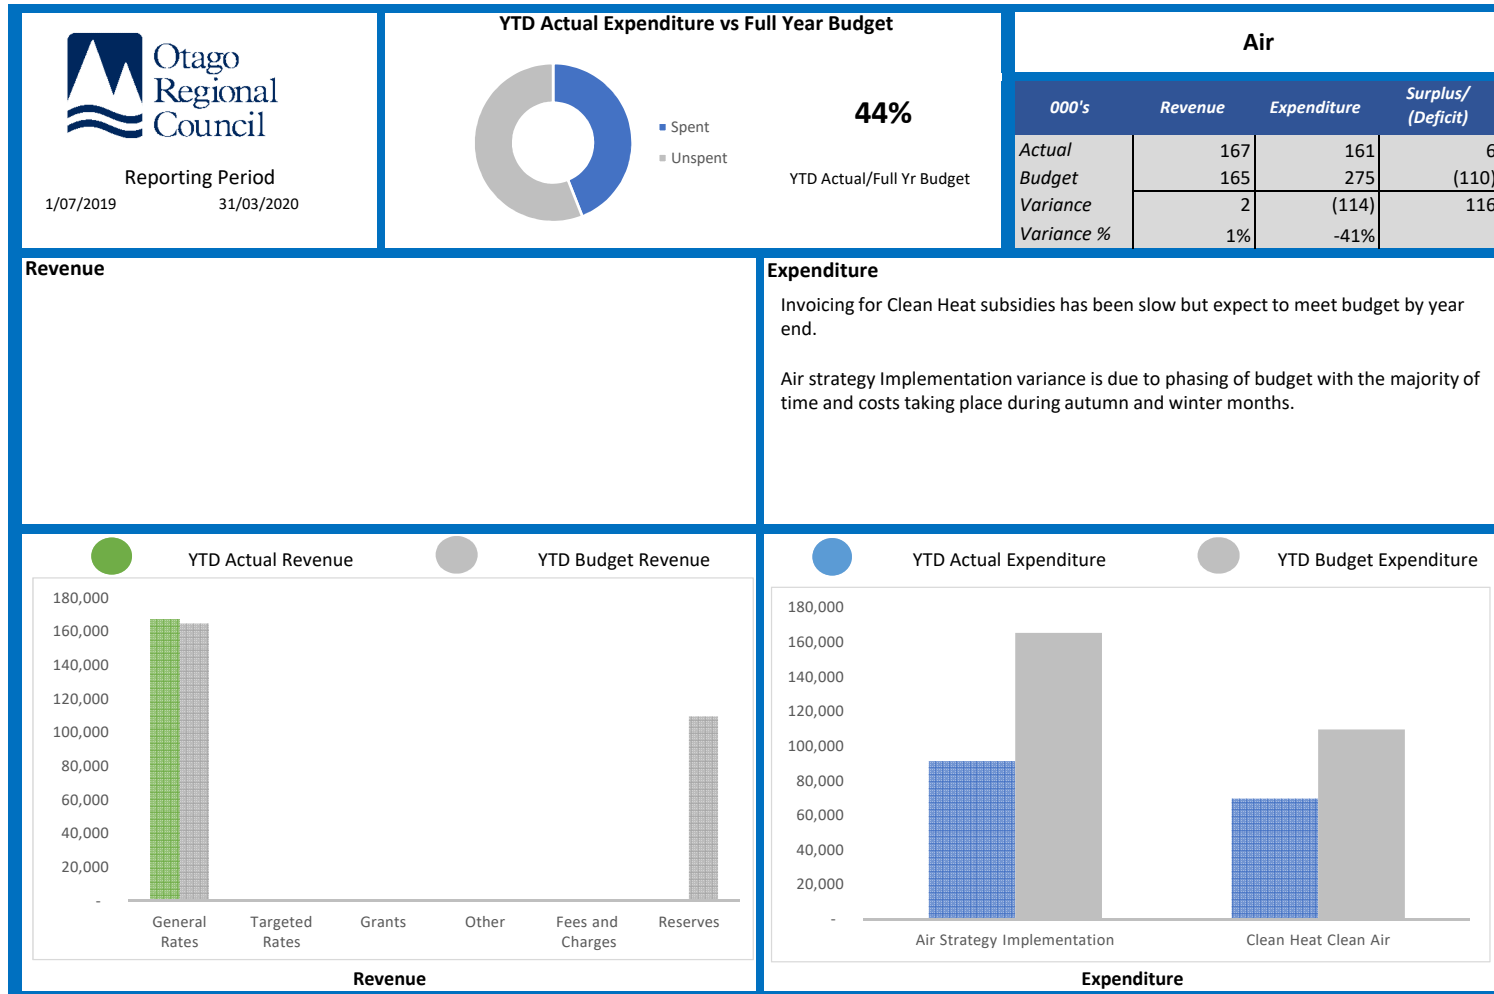 Otago
Regional
Council
Reporting Period
1/07/2019 31/03/2020
YTD Actual Expenditure vs Full Year Budget
Spent
Unspent
44%
YTD Actual/Full Yr Budget
Air
000's Revenue Expenditure Surplus/ (Deficit)
Actual 167 161 6
Budget 165 275 (110)
Variance 2 (114) 116
Variance % 1% -41%
Revenue
Expenditure
Invoicing for Clean Heat subsidies has been slow but expect to meet budget by year
end.
Air strategy Implementation variance is due to phasing of budget with the majority of
time and costs taking place during autumn and winter months.
YTD Actual Revenue YTD Budget Revenue
180,000
160,000
140,000
120,000
100,000
80,000
60,000
40,000
20,000
-
General Rates
Targeted Rates
Grants
Other
Fees and Charges
Reserves
Revenue
YTD Actual Expenditure YTD Budget Expenditure
180,000
160,000
140,000
120,000
100,000
80,000
60,000
40,000
20,000
-
Air Strategy Implementation
Clean Heat Clean Air
Expenditure